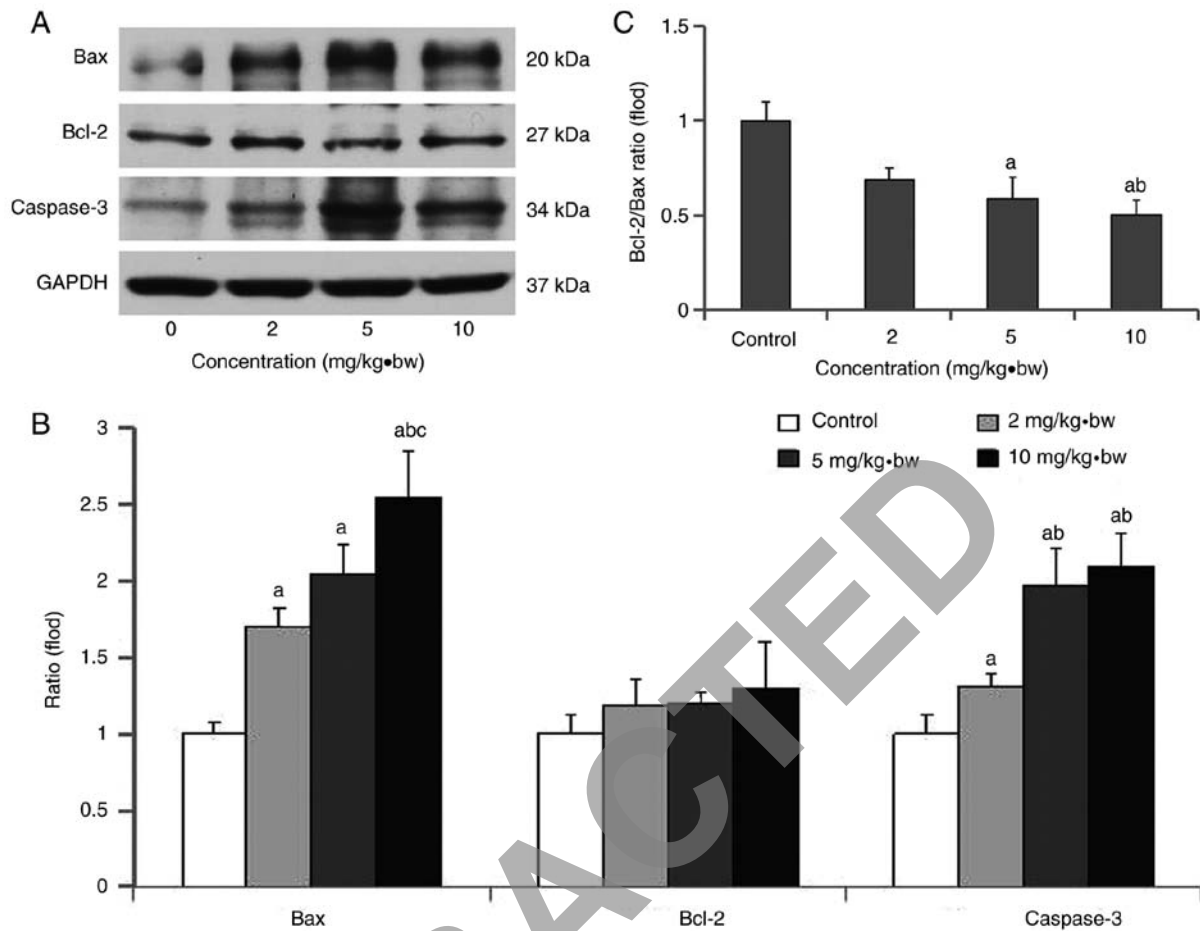 A
Bax
20 kDa
Bcl-2
27 kDa
Caspase-3
34 kDa
GAPDH
37 kDa
0 2 5 10
Concentration (mg/kg•bw)
C
Bcl-2/Bax ratio (flod)
1.5
1
0.5
0
a
ab
Control 2 5 10
Concentration (mg/kg•bw)
B
Ratio (flod)
3
2.5
2
1.5
1
0.5
0
Control
2 mg/kg•bw
5 mg/kg•bw
10 mg/kg•bw
a
a
abc
a
ab
ab
Bax Bcl-2 Caspase-3
ACTED